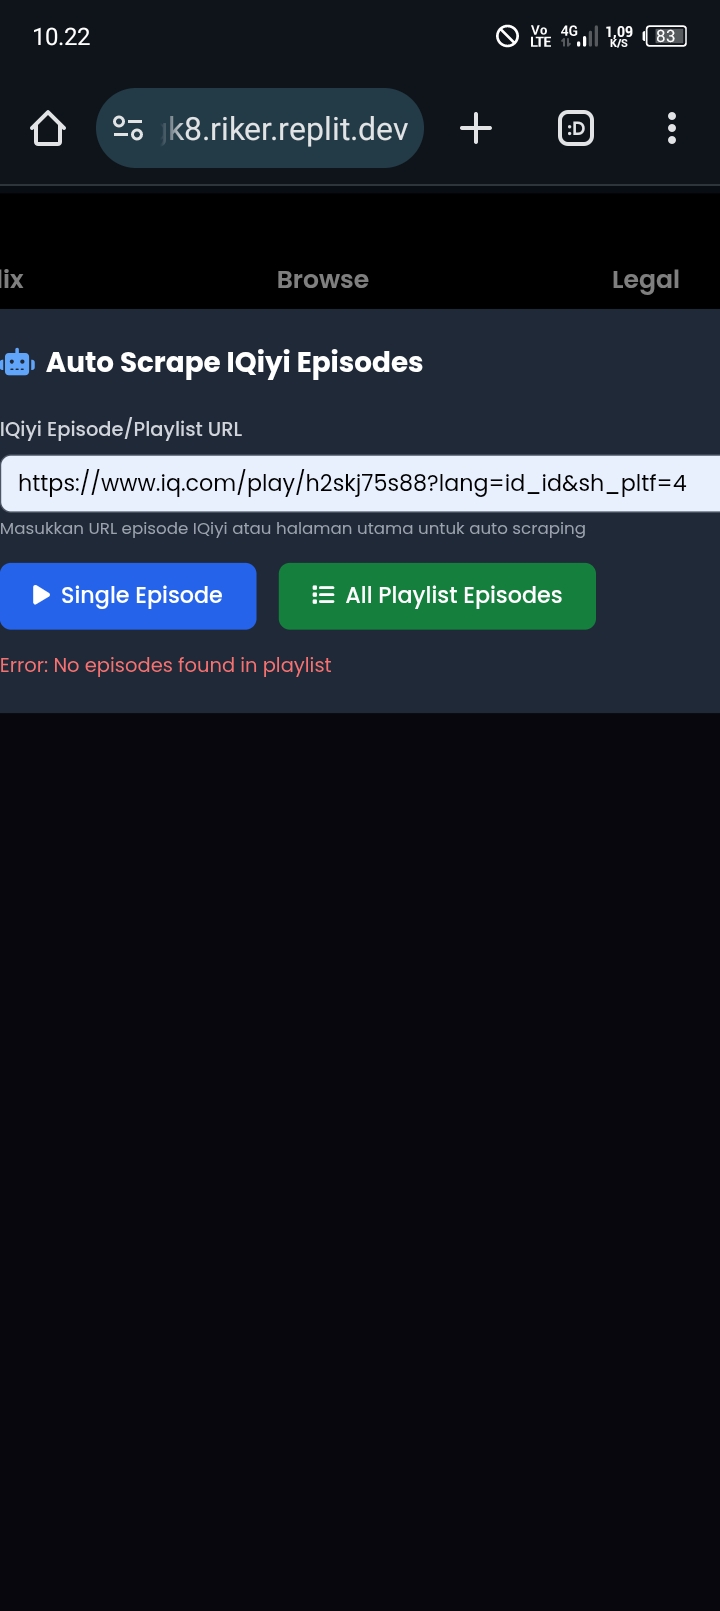 10.22
Vo LTE 4G 1,09 K/S 83
k8.riker.replit.dev
:D
lix Browse Legal
Auto Scrape IQiyi Episodes
IQiyi Episode/Playlist URL
https://www.iq.com/play/h2skj75s88?lang=id_id&sh_pltf=4
Masukkan URL episode IQiyi atau halaman utama untuk auto scraping
Single Episode
All Playlist Episodes
Error: No episodes found in playlist